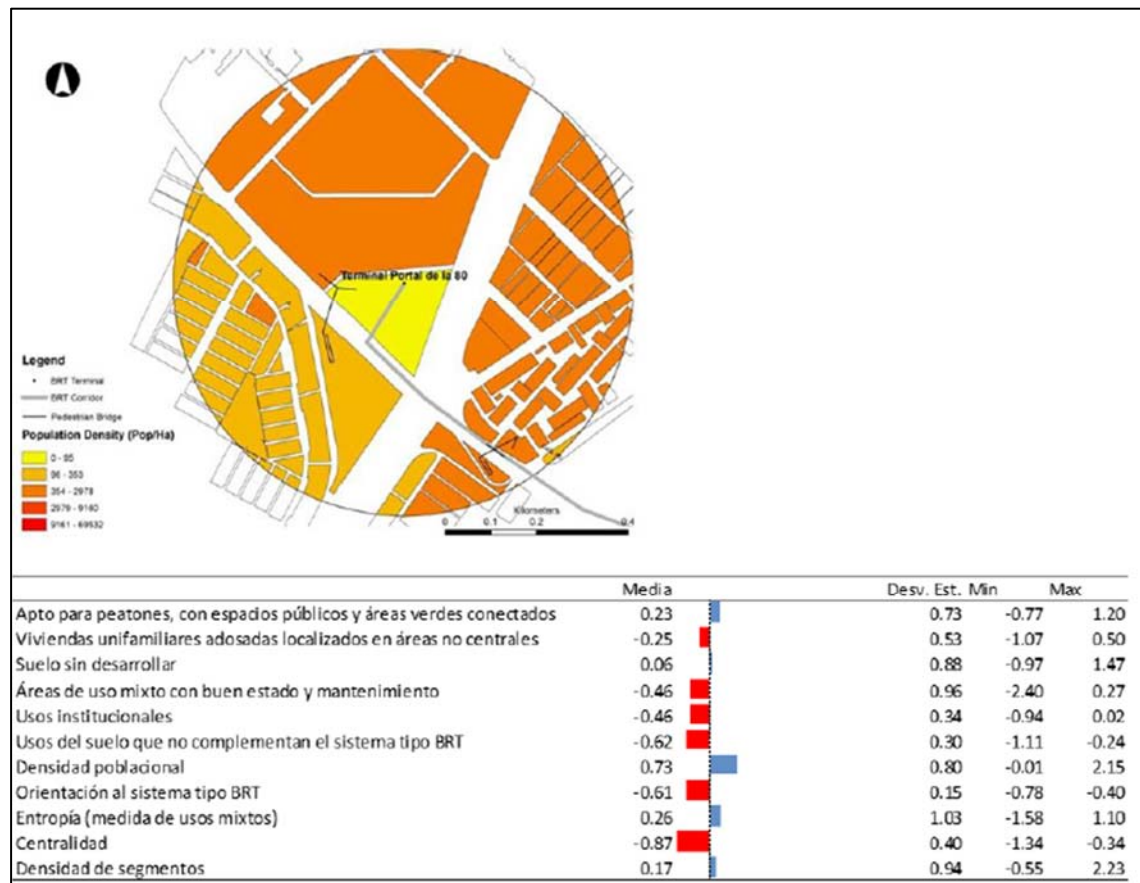 Terminal Portal de la 80
Legend
BRT Terminal
BRT Corridor
Pedestrian Bridge
Population Density (Pop/Ha)
0 - 95
96 - 353
354 - 2978
2979 - 9160
9161 - 69532
Kilometers
0 0.1 0.2 0.4
Media Desv. Est. Min Max
Apto para peatones, con espacios públicos y áreas verdes conectados 0.23 0.73 -0.77 1.20
Viviendas unifamiliares adosadas localizados en áreas no centrales -0.25 0.53 -1.07 0.50
Suelo sin desarrollar 0.06 0.88 -0.97 1.47
Áreas de uso mixto con buen estado y mantenimiento -0.46 0.96 -2.40 0.27
Usos institucionales -0.46 0.34 -0.94 0.02
Usos del suelo que no complementan el sistema tipo BRT -0.62 0.30 -1.11 -0.24
Densidad poblacional 0.73 0.80 -0.01 2.15
Orientación al sistema tipo BRT -0.61 0.15 -0.78 -0.40
Entropía (medida de usos mixtos) 0.26 1.03 -1.58 1.10
Centralidad -0.87 0.40 -1.34 -0.34
Densidad de segmentos 0.17 0.94 -0.55 2.23